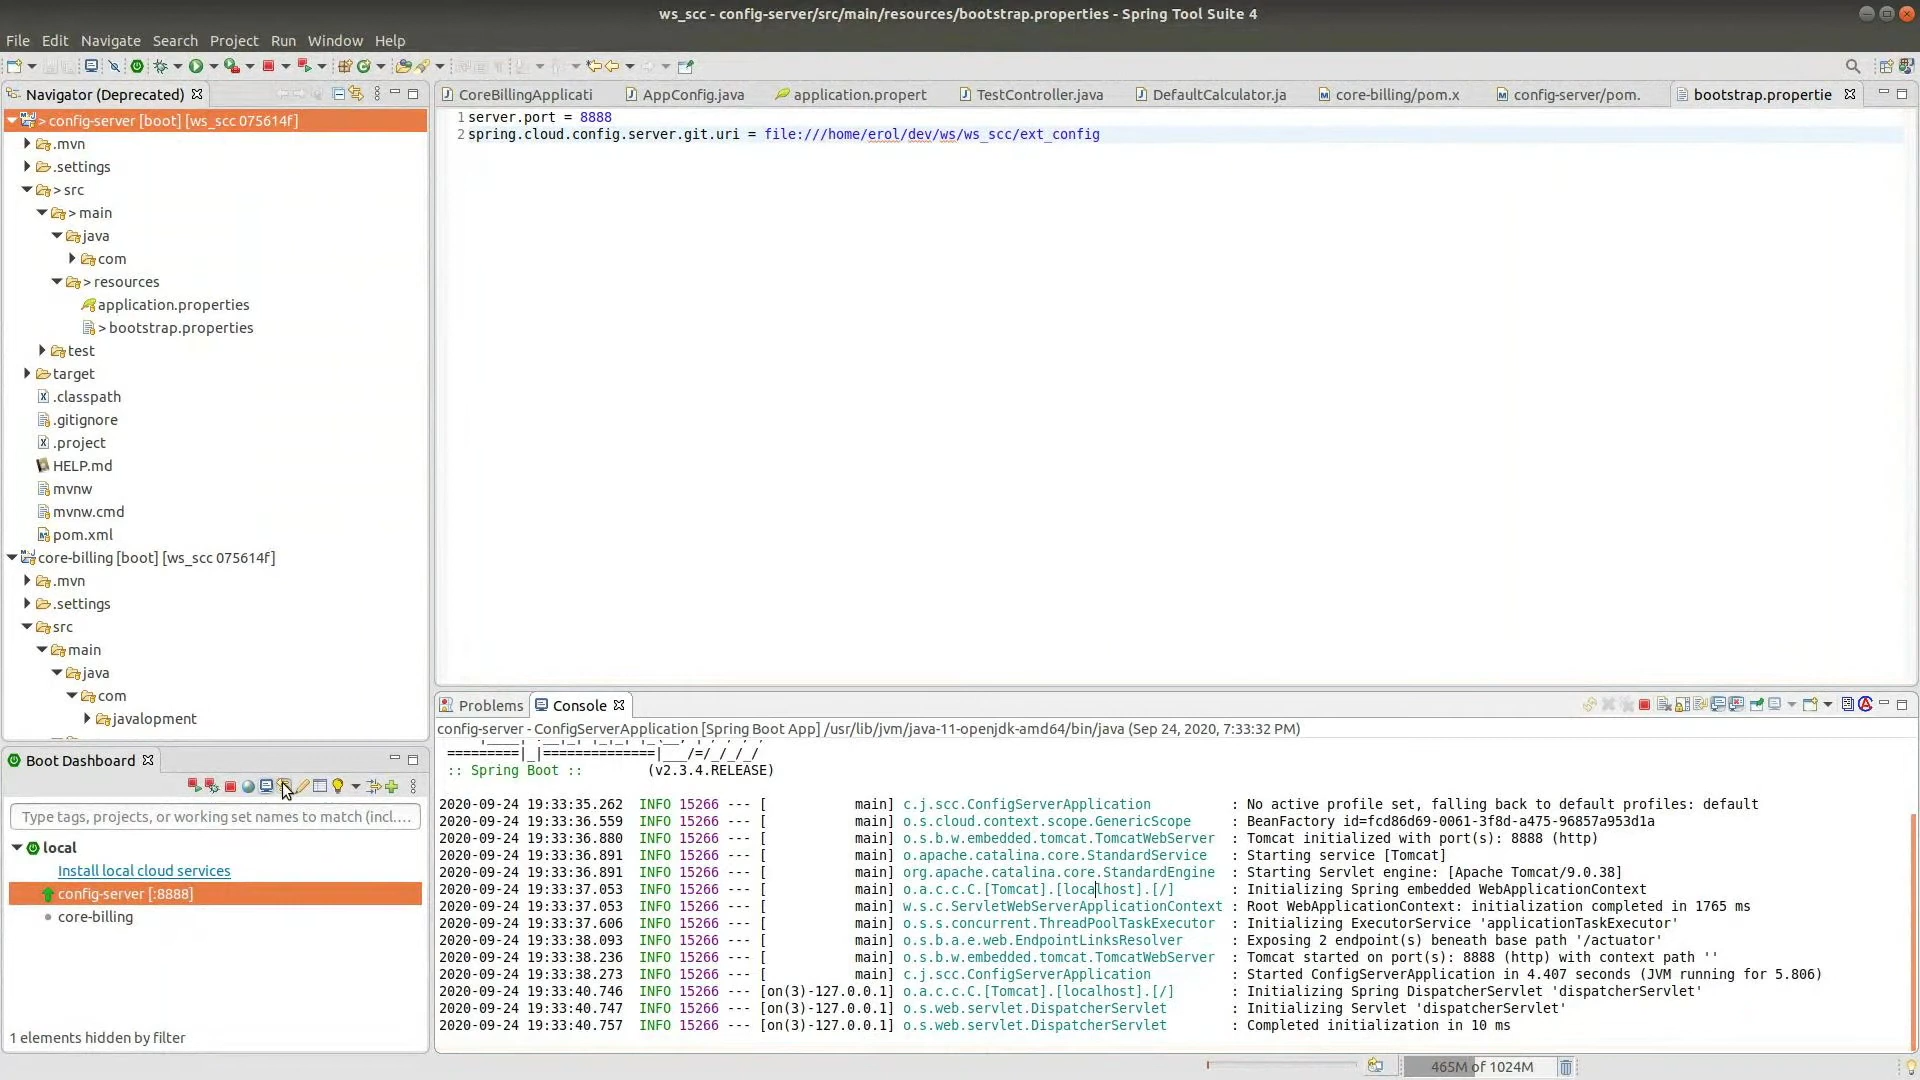 ws_scc - config-server/src/main/resources/bootstrap.properties - Spring Tool Suite 4
File Edit Navigate Search Project Run Window Help
Navigator (Deprecated)
> config-server [boot] [ws_scc 075614f]
.mvn
.settings
> src
> main
java
com
> resources
application.properties
> bootstrap.properties
test
target
.classpath
.gitignore
.project
HELP.md
mvnw
mvnw.cmd
pom.xml
core-billing [boot] [ws_scc 075614f]
.mvn
.settings
src
main
java
com
javalopment
CoreBillingApplicati AppConfig.java application.propert TestController.java DefaultCalculator.ja core-billing/pom.x config-server/pom. bootstrap.propertie
1 server.port = 8888
2 spring.cloud.config.server.git.uri = file:///home/erol/dev/ws/ws_scc/ext_config
Boot Dashboard
Type tags, projects, or working set names to match (incl....
local
Install local cloud services
config-server [:8888]
core-billing
1 elements hidden by filter
Problems Console
config-server - ConfigServerApplication [Spring Boot App] /usr/lib/jvm/java-11-openjdk-amd64/bin/java (Sep 24, 2020, 7:33:32 PM)
=========|_|==============|___/=/_/_/_/
:: Spring Boot :: (v2.3.4.RELEASE)
2020-09-24 19:33:35.262 INFO 15266 --- [ main] c.j.scc.ConfigServerApplication : No active profile set, falling back to default profiles: default
2020-09-24 19:33:36.559 INFO 15266 --- [ main] o.s.cloud.context.scope.GenericScope : BeanFactory id=fcd86d69-0061-3f8d-a475-96857a953d1a
2020-09-24 19:33:36.880 INFO 15266 --- [ main] o.s.b.w.embedded.tomcat.TomcatWebServer : Tomcat initialized with port(s): 8888 (http)
2020-09-24 19:33:36.891 INFO 15266 --- [ main] o.apache.catalina.core.StandardService : Starting service [Tomcat]
2020-09-24 19:33:36.891 INFO 15266 --- [ main] org.apache.catalina.core.StandardEngine : Starting Servlet engine: [Apache Tomcat/9.0.38]
2020-09-24 19:33:37.053 INFO 15266 --- [ main] o.a.c.c.C.[Tomcat].[localhost].[/] : Initializing Spring embedded WebApplicationContext
2020-09-24 19:33:37.053 INFO 15266 --- [ main] w.s.c.ServletWebServerApplicationContext : Root WebApplicationContext: initialization completed in 1765 ms
2020-09-24 19:33:37.606 INFO 15266 --- [ main] o.s.s.concurrent.ThreadPoolTaskExecutor : Initializing ExecutorService 'applicationTaskExecutor'
2020-09-24 19:33:38.093 INFO 15266 --- [ main] o.s.b.a.e.web.EndpointLinksResolver : Exposing 2 endpoint(s) beneath base path '/actuator'
2020-09-24 19:33:38.236 INFO 15266 --- [ main] o.s.b.w.embedded.tomcat.TomcatWebServer : Tomcat started on port(s): 8888 (http) with context path ''
2020-09-24 19:33:38.273 INFO 15266 --- [ main] c.j.scc.ConfigServerApplication : Started ConfigServerApplication in 4.407 seconds (JVM running for 5.806)
2020-09-24 19:33:40.746 INFO 15266 --- [on(3)-127.0.0.1] o.a.c.c.C.[Tomcat].[localhost].[/] : Initializing Spring DispatcherServlet 'dispatcherServlet'
2020-09-24 19:33:40.747 INFO 15266 --- [on(3)-127.0.0.1] o.s.web.servlet.DispatcherServlet : Initializing Servlet 'dispatcherServlet'
2020-09-24 19:33:40.757 INFO 15266 --- [on(3)-127.0.0.1] o.s.web.servlet.DispatcherServlet : Completed initialization in 10 ms
465M of 1024M